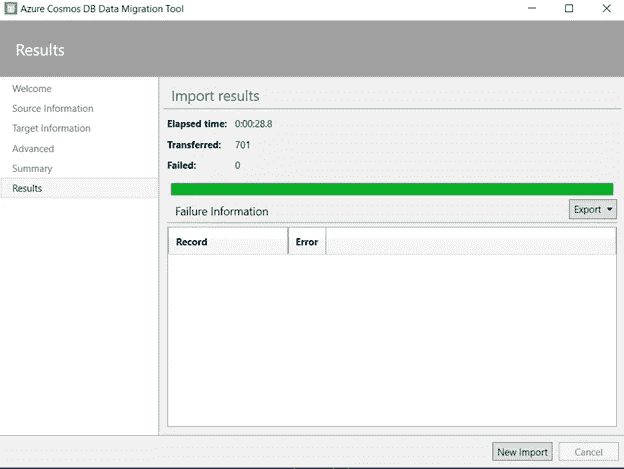 Azure Cosmos DB Data Migration Tool
Results
Welcome
Source Information
Target Information
Advanced
Summary
Results
Import results
Elapsed time: 0:00:28.8
Transferred: 701
Failed: 0
Failure Information
Export
Record Error
New Import Cancel